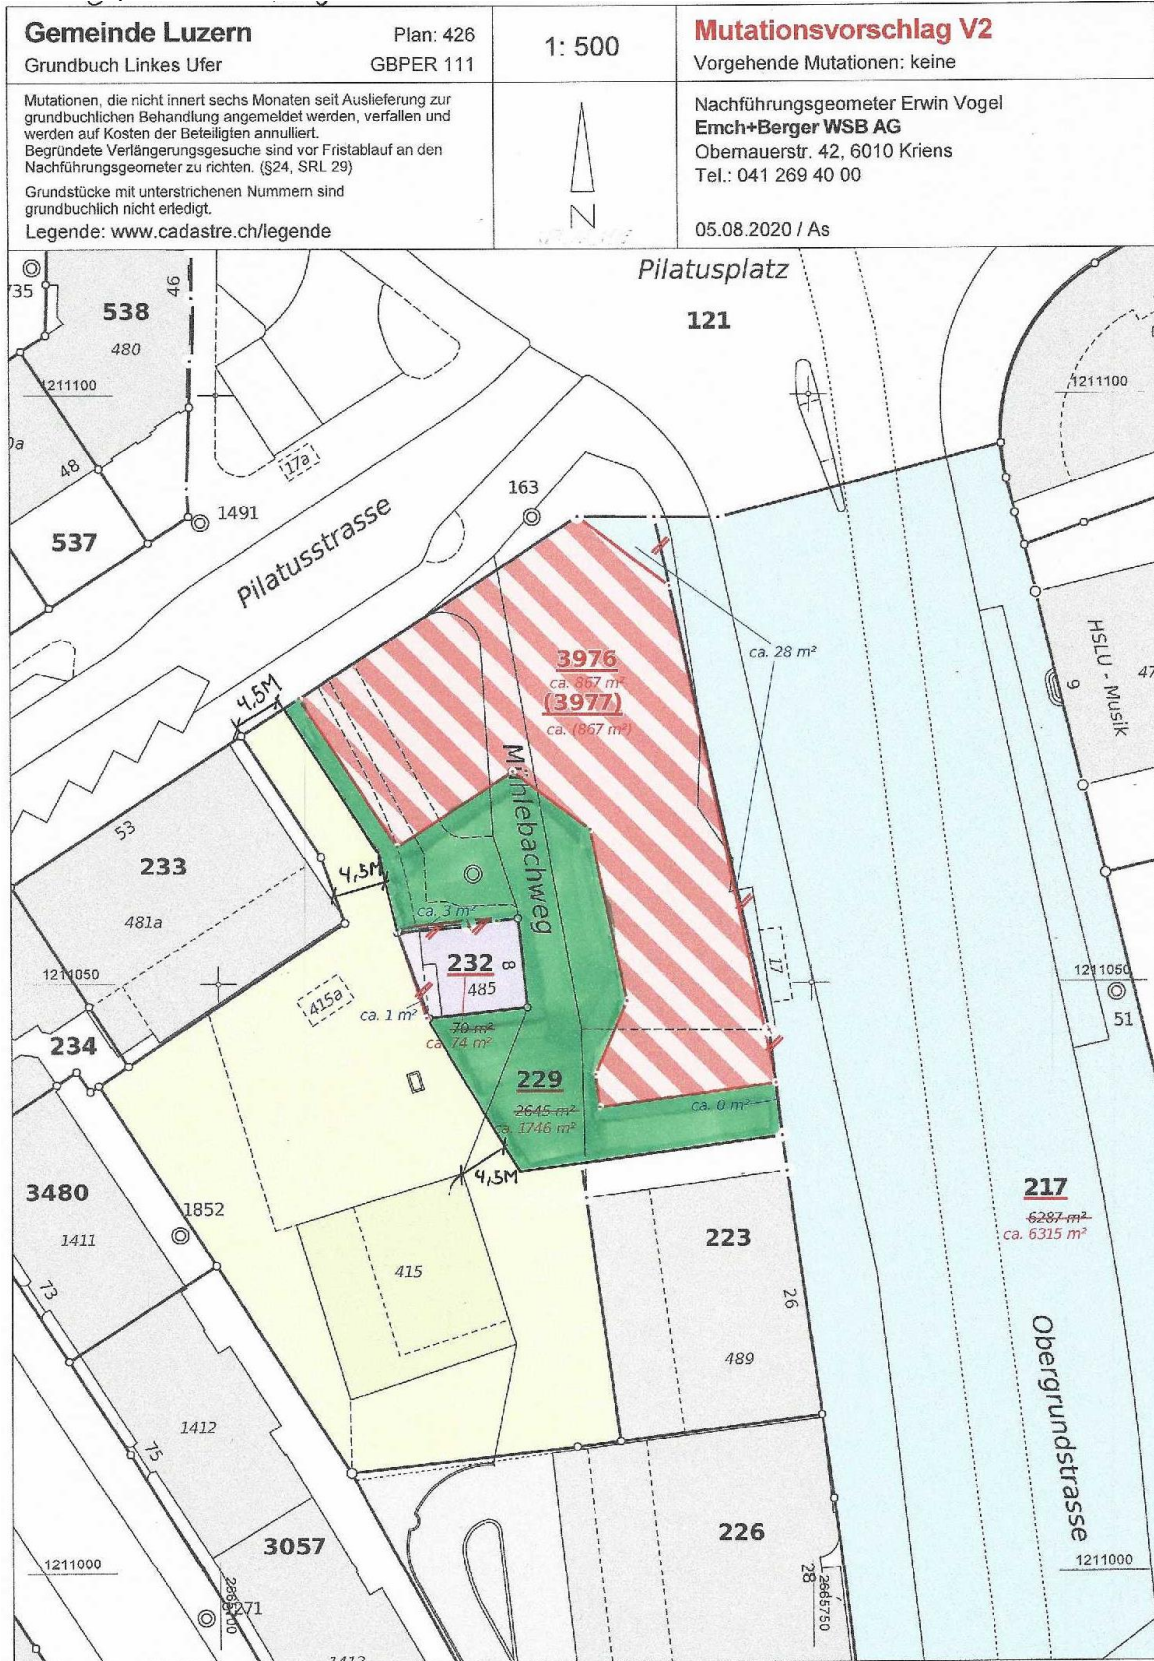 Gemeinde Luzern
Plan: 426
Grundbuch Linkes Ufer
GBPER 111
1: 500
Mutationsvorschlag V2
Vorgehende Mutationen: keine
Mutationen, die nicht innert sechs Monaten seit Auslieferung zur
grundbuchlichen Behandlung angemeldet werden, verfallen und
werden auf Kosten der Beteiligten annulliert.
Begründete Verlängerungsgesuche sind vor Fristablauf an den
Nachführungsgeometer zu richten. (§24, SRL 29)
Grundstücke mit unterstrichenen Nummern sind
grundbuchlich nicht erledigt.
Legende: www.cadastre.ch/legende
N
Nachführungsgeometer Erwin Vogel
Emch+Berger WSB AG
Obernauerstr. 42, 6010 Kriens
Tel.: 041 269 40 00
05.08.2020 / As
Pilatusplatz
121
735
538
480
46
1211100
1211100
0a
48
17a
163
1491
537
Pilatusstrasse
3976
ca. 867 m²
(3977)
ca. (867 m²)
ca. 28 m²
HSLU - Musik
9
47
4.5M
Mühlebachweg
53
233
481a
4,5M
ca. 3 m²
232
8
485
17
1211050
1211050
415a
ca. 1 m²
70 m²
ca. 74 m²
51
234
229
2645 m²
ca. 1746 m²
ca. 0 m²
4,5M
3480
1411
1852
217
6287 m²
ca. 6315 m²
223
73
415
26
489
Obergrundstrasse
1412
75
3057
226
1211000
1211000
28
2665750
271
1413